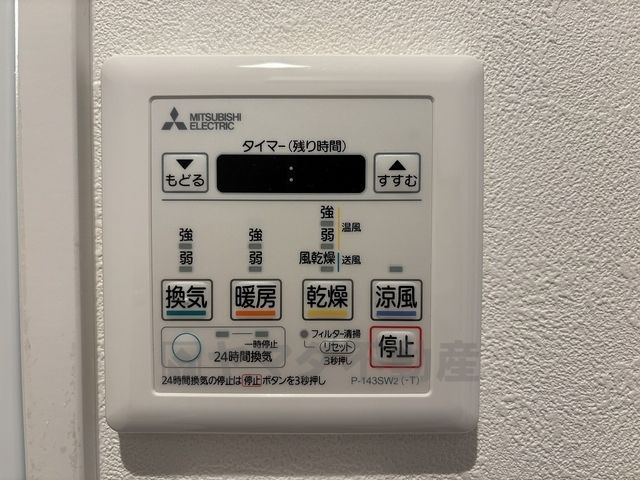 MITSUBISHI
ELECTRIC
タイマー(残り時間)
▼
もどる
:
▲
すすむ
強
弱
強
弱
強
弱
風乾燥
温風
送風
換気
暖房
乾燥
涼風
一時停止
24時間換気
フィルター清掃
リセット
3秒押し
停止
24時間換気の停止は停止ボタンを3秒押し
P-143SW2(-T)